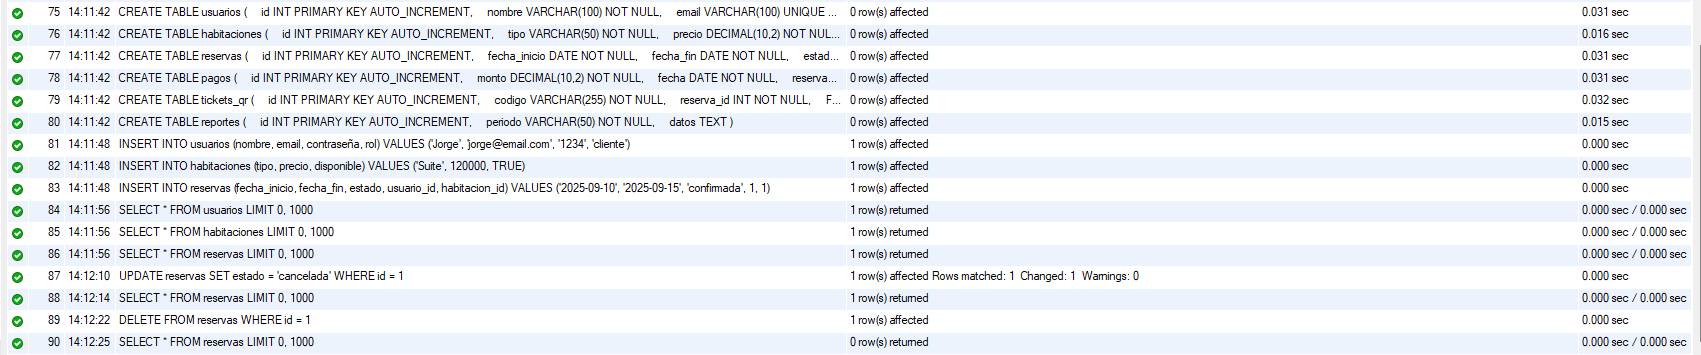 75 14:11:42 CREATE TABLE usuarios ( id INT PRIMARY KEY AUTO_INCREMENT, nombre VARCHAR(100) NOT NULL, email VARCHAR(100) UNIQUE ... 0 row(s) affected 0.031 sec
76 14:11:42 CREATE TABLE habitaciones ( id INT PRIMARY KEY AUTO_INCREMENT, tipo VARCHAR(50) NOT NULL, precio DECIMAL(10,2) NOT NUL... 0 row(s) affected 0.016 sec
77 14:11:42 CREATE TABLE reservas ( id INT PRIMARY KEY AUTO_INCREMENT, fecha_inicio DATE NOT NULL, fecha_fin DATE NOT NULL, estad... 0 row(s) affected 0.031 sec
78 14:11:42 CREATE TABLE pagos ( id INT PRIMARY KEY AUTO_INCREMENT, monto DECIMAL(10,2) NOT NULL, fecha DATE NOT NULL, reserva... 0 row(s) affected 0.031 sec
79 14:11:42 CREATE TABLE tickets_qr ( id INT PRIMARY KEY AUTO_INCREMENT, codigo VARCHAR(255) NOT NULL, reserva_id INT NOT NULL, F... 0 row(s) affected 0.032 sec
80 14:11:42 CREATE TABLE reportes ( id INT PRIMARY KEY AUTO_INCREMENT, periodo VARCHAR(50) NOT NULL, datos TEXT ) 0 row(s) affected 0.015 sec
81 14:11:48 INSERT INTO usuarios (nombre, email, contraseña, rol) VALUES ('Jorge', 'jorge@email.com', '1234', 'cliente') 1 row(s) affected 0.000 sec
82 14:11:48 INSERT INTO habitaciones (tipo, precio, disponible) VALUES ('Suite', 120000, TRUE) 1 row(s) affected 0.000 sec
83 14:11:48 INSERT INTO reservas (fecha_inicio, fecha_fin, estado, usuario_id, habitacion_id) VALUES ('2025-09-10', '2025-09-15', 'confirmada', 1, 1) 1 row(s) affected 0.000 sec
84 14:11:56 SELECT * FROM usuarios LIMIT 0, 1000 1 row(s) returned 0.000 sec / 0.000 sec
85 14:11:56 SELECT * FROM habitaciones LIMIT 0, 1000 1 row(s) returned 0.000 sec / 0.000 sec
86 14:11:56 SELECT * FROM reservas LIMIT 0, 1000 1 row(s) returned 0.000 sec / 0.000 sec
87 14:12:10 UPDATE reservas SET estado = 'cancelada' WHERE id = 1 1 row(s) affected Rows matched: 1 Changed: 1 Warnings: 0 0.000 sec
88 14:12:14 SELECT * FROM reservas LIMIT 0, 1000 1 row(s) returned 0.000 sec / 0.000 sec
89 14:12:22 DELETE FROM reservas WHERE id = 1 1 row(s) affected 0.000 sec
90 14:12:25 SELECT * FROM reservas LIMIT 0, 1000 0 row(s) returned 0.000 sec / 0.000 sec